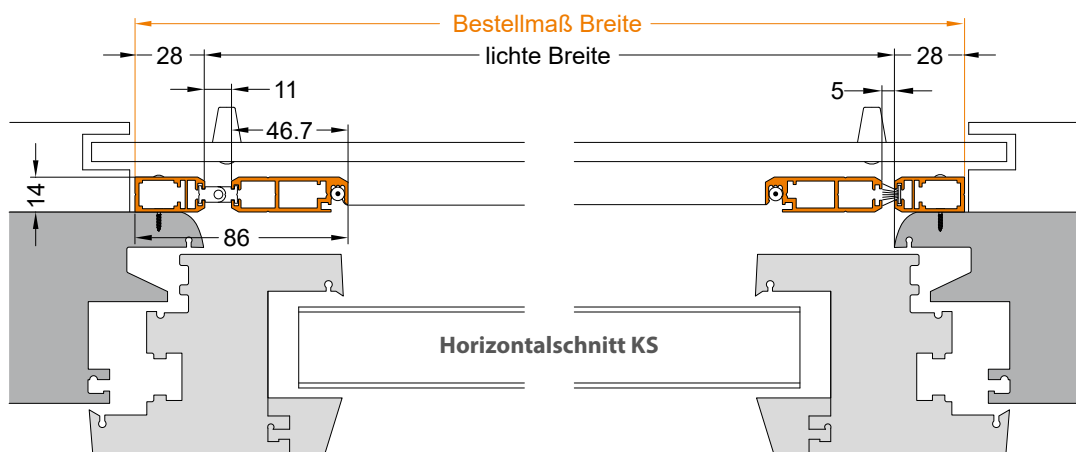 Bestellmaß Breite
28
lichte Breite
28
11
5
46.7
14
86
Horizontalschnitt KS